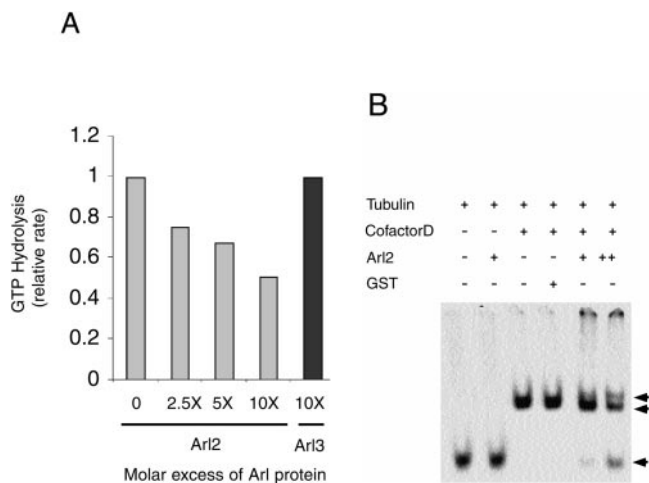 A
GTP Hydrolysis
(relative rate)
1.2
1
0.8
0.6
0.4
0.2
0
0 2.5X 5X 10X 10X
Arl2 Arl3
Molar excess of Arl protein
B
Tubulin + + + + + +
CofactorD - - + + + +
Arl2 - + - - + ++
GST - - - + - -